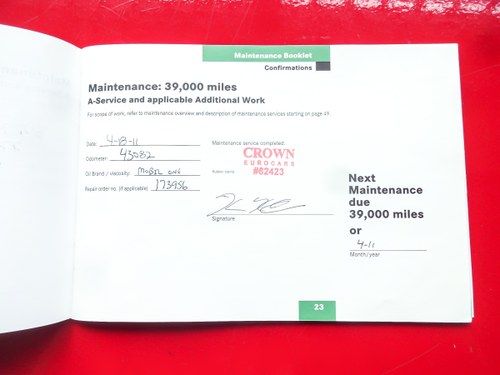 Maintenance Booklet
Confirmations
Maintenance: 39,000 miles
A-Service and applicable Additional Work
For scope of work, refer to maintenance overview and description of maintenance services starting on page 49.
Date: 4-18-11
Odometer: 43082
Oil Brand / viscosity: MOBIL ONE
Repair order no. (if applicable): 173956
Maintenance service completed:
CROWN
EUROCARS
#62423
Signature
Next
Maintenance
due
39,000 miles
or
4-11
Month/year
23